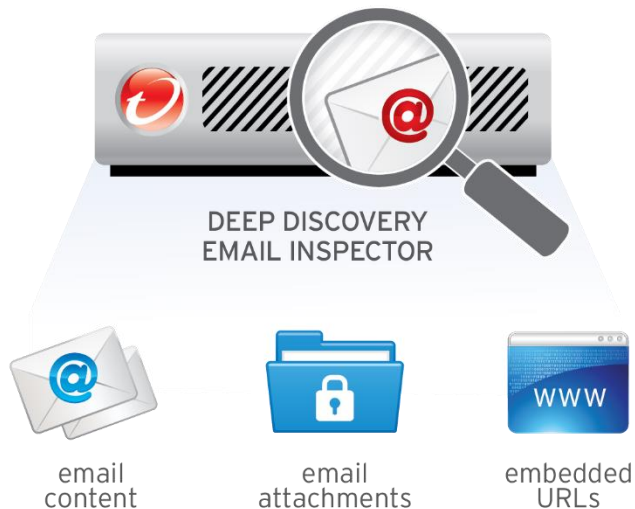 @
DEEP DISCOVERY
EMAIL INSPECTOR
@
www
email
content
email
attachments
embedded
URLs